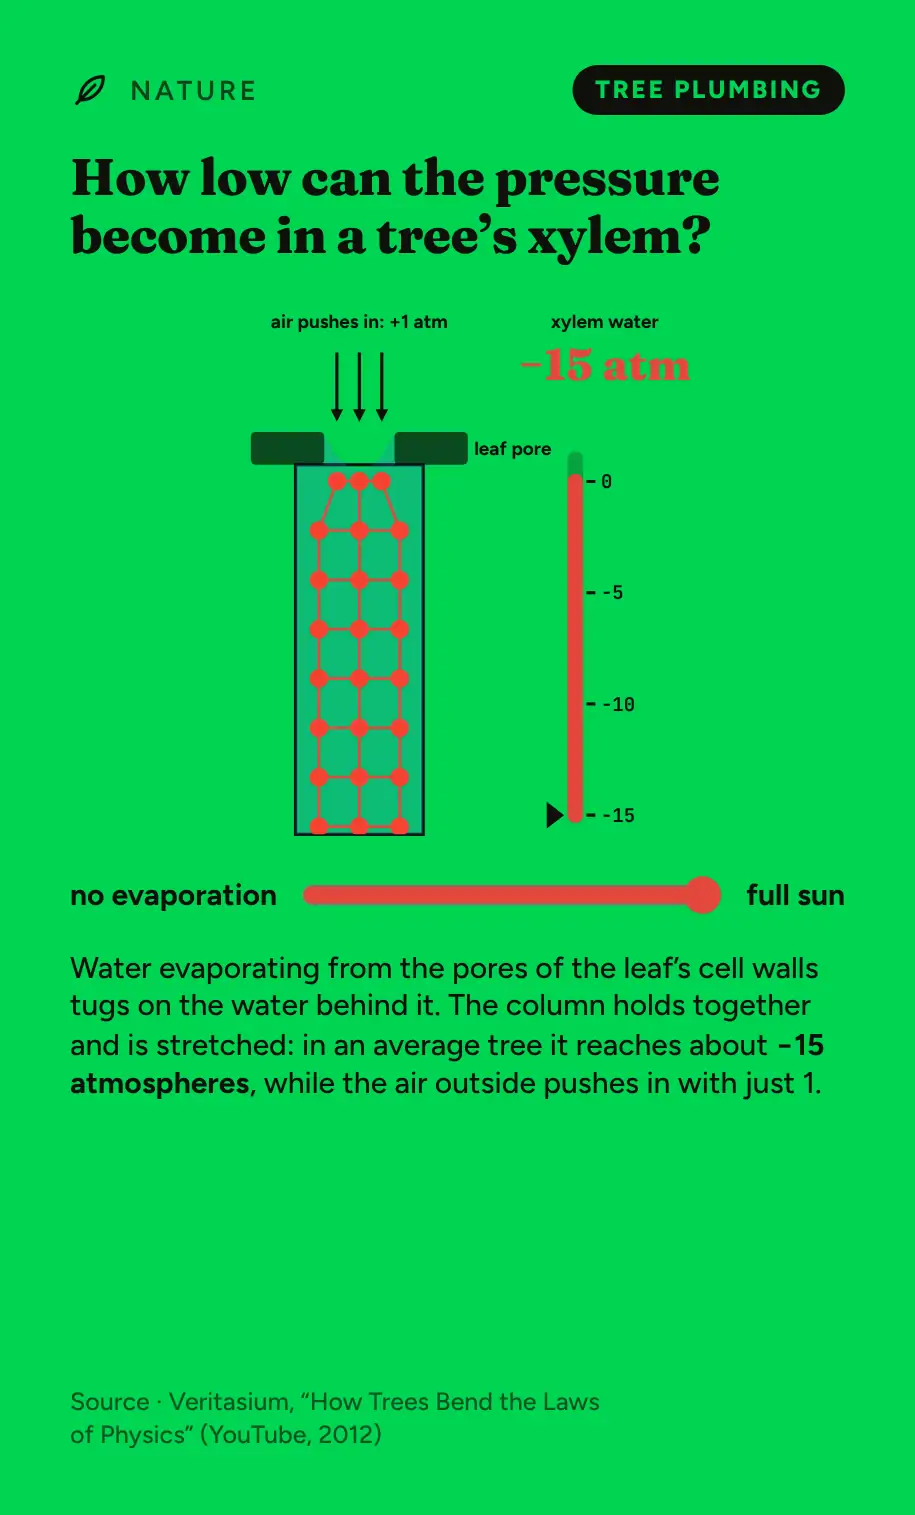 NATURE
TREE PLUMBING
How low can the pressure
become in a tree’s xylem?
air pushes in: +1 atm
xylem water
−15 atm
leaf pore
0
-5
-10
-15
no evaporation
full sun
Water evaporating from the pores of the leaf’s cell walls
tugs on the water behind it. The column holds together
and is stretched: in an average tree it reaches about −15
atmospheres, while the air outside pushes in with just 1.
Source · Veritasium, “How Trees Bend the Laws
of Physics” (YouTube, 2012)